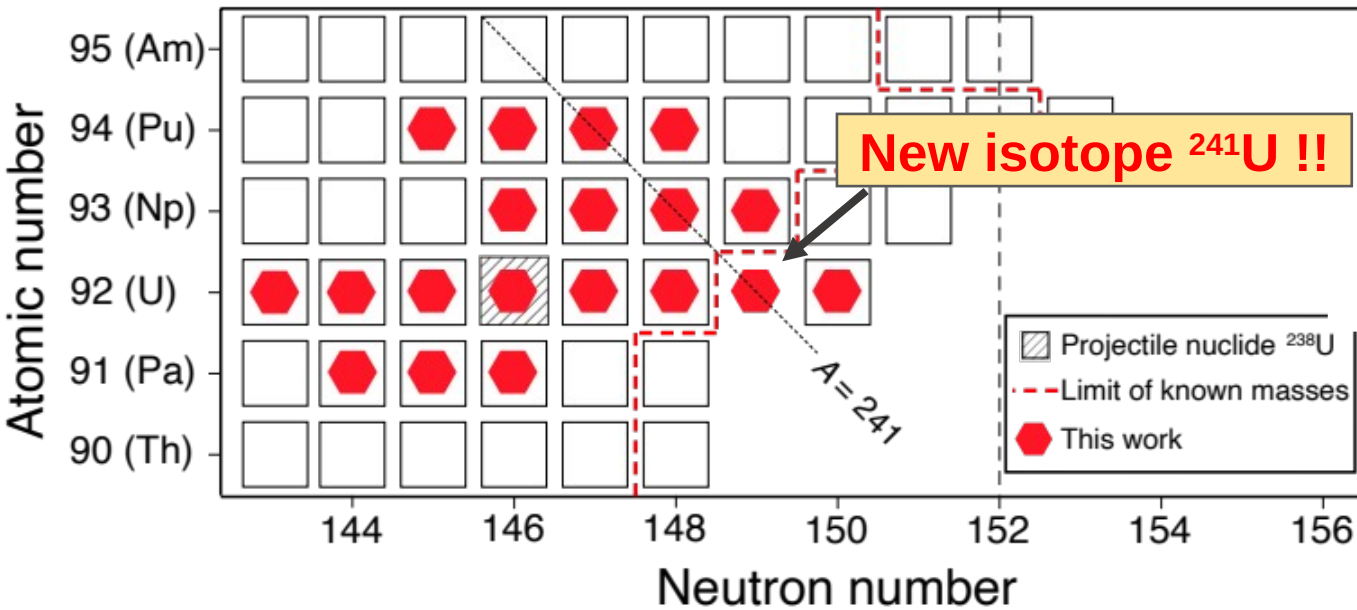 95 (Am)
94 (Pu)
93 (Np)
92 (U)
91 (Pa)
90 (Th)
Atomic number
New isotope ²⁴¹U !!
A = 241
Projectile nuclide ²³⁸U
Limit of known masses
This work
144 146 148 150 152 154 156
Neutron number